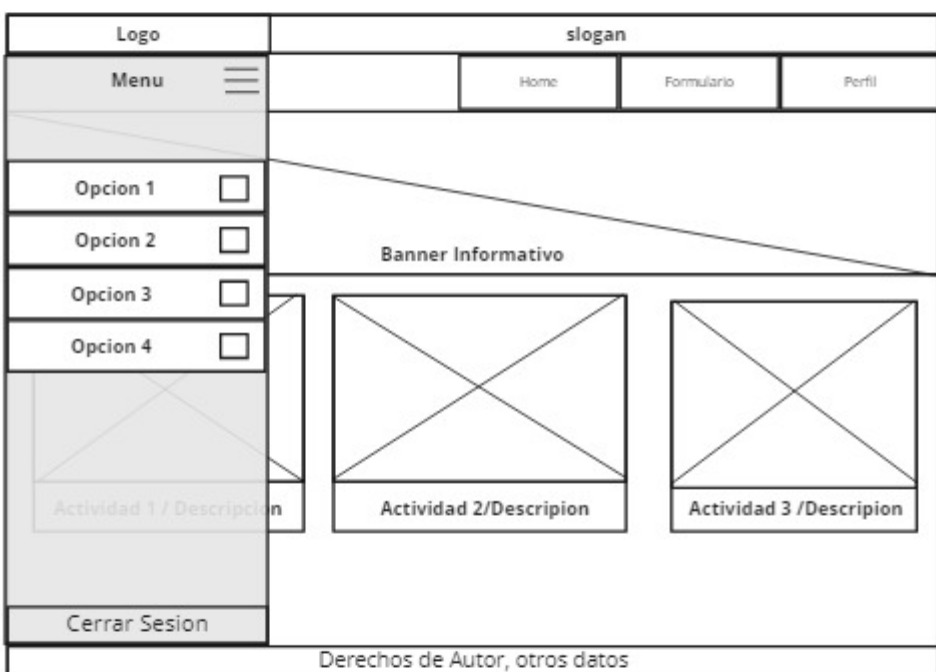 Logo
slogan
Menu
Home
Formulario
Perfil
Opcion 1
Opcion 2
Banner Informativo
Opcion 3
Opcion 4
Actividad 1 / Descripcion
Actividad 2/Descripion
Actividad 3 /Descripion
Cerrar Sesion
Derechos de Autor, otros datos